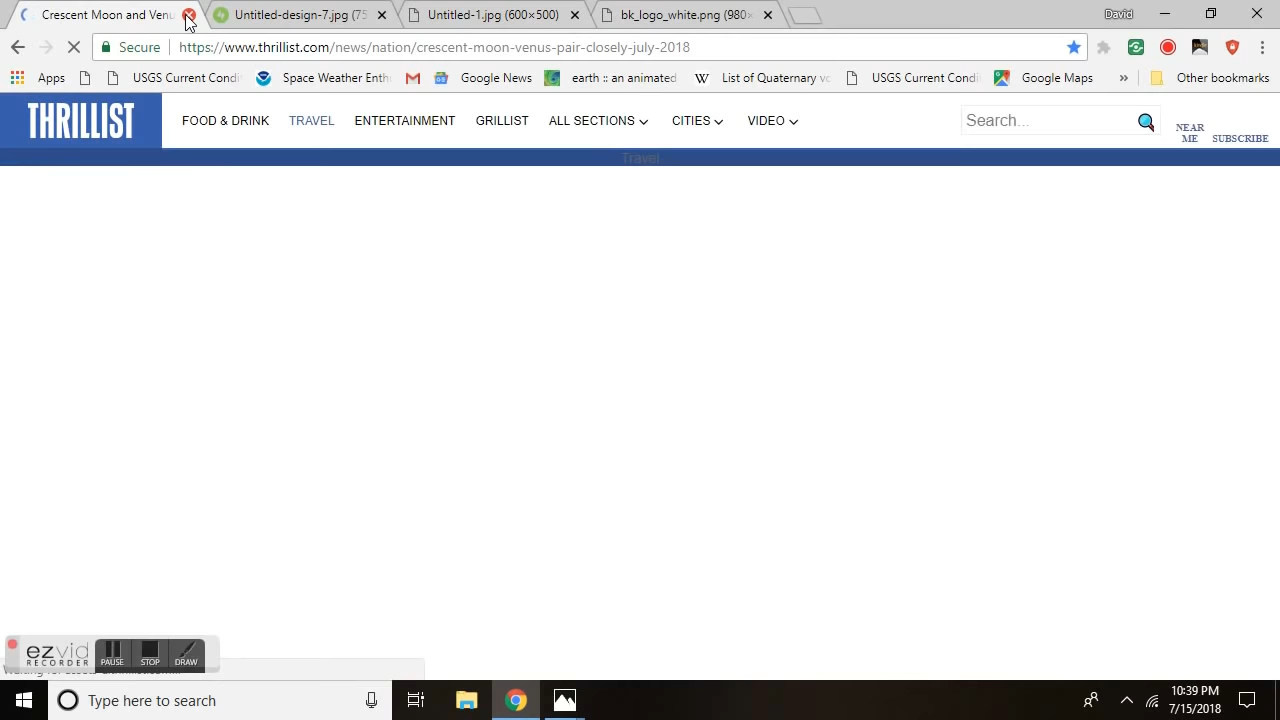 Crescent Moon and Venu
Untitled-design-7.jpg (75
Untitled-1.jpg (600×500)
bk_logo_white.png (980×
David
Secure
https://www.thrillist.com/news/nation/crescent-moon-venus-pair-closely-july-2018
Apps
USGS Current Condi
Space Weather Enth
Google News
earth :: an animated
W
List of Quaternary vo
USGS Current Condi
Google Maps
»
Other bookmarks
THRILLIST
FOOD & DRINK
TRAVEL
ENTERTAINMENT
GRILLIST
ALL SECTIONS
CITIES
VIDEO
Search...
NEAR
ME
SUBSCRIBE
Travel
ezvid
RECORDER
PAUSE
STOP
DRAW
Type here to search
10:39 PM
7/15/2018